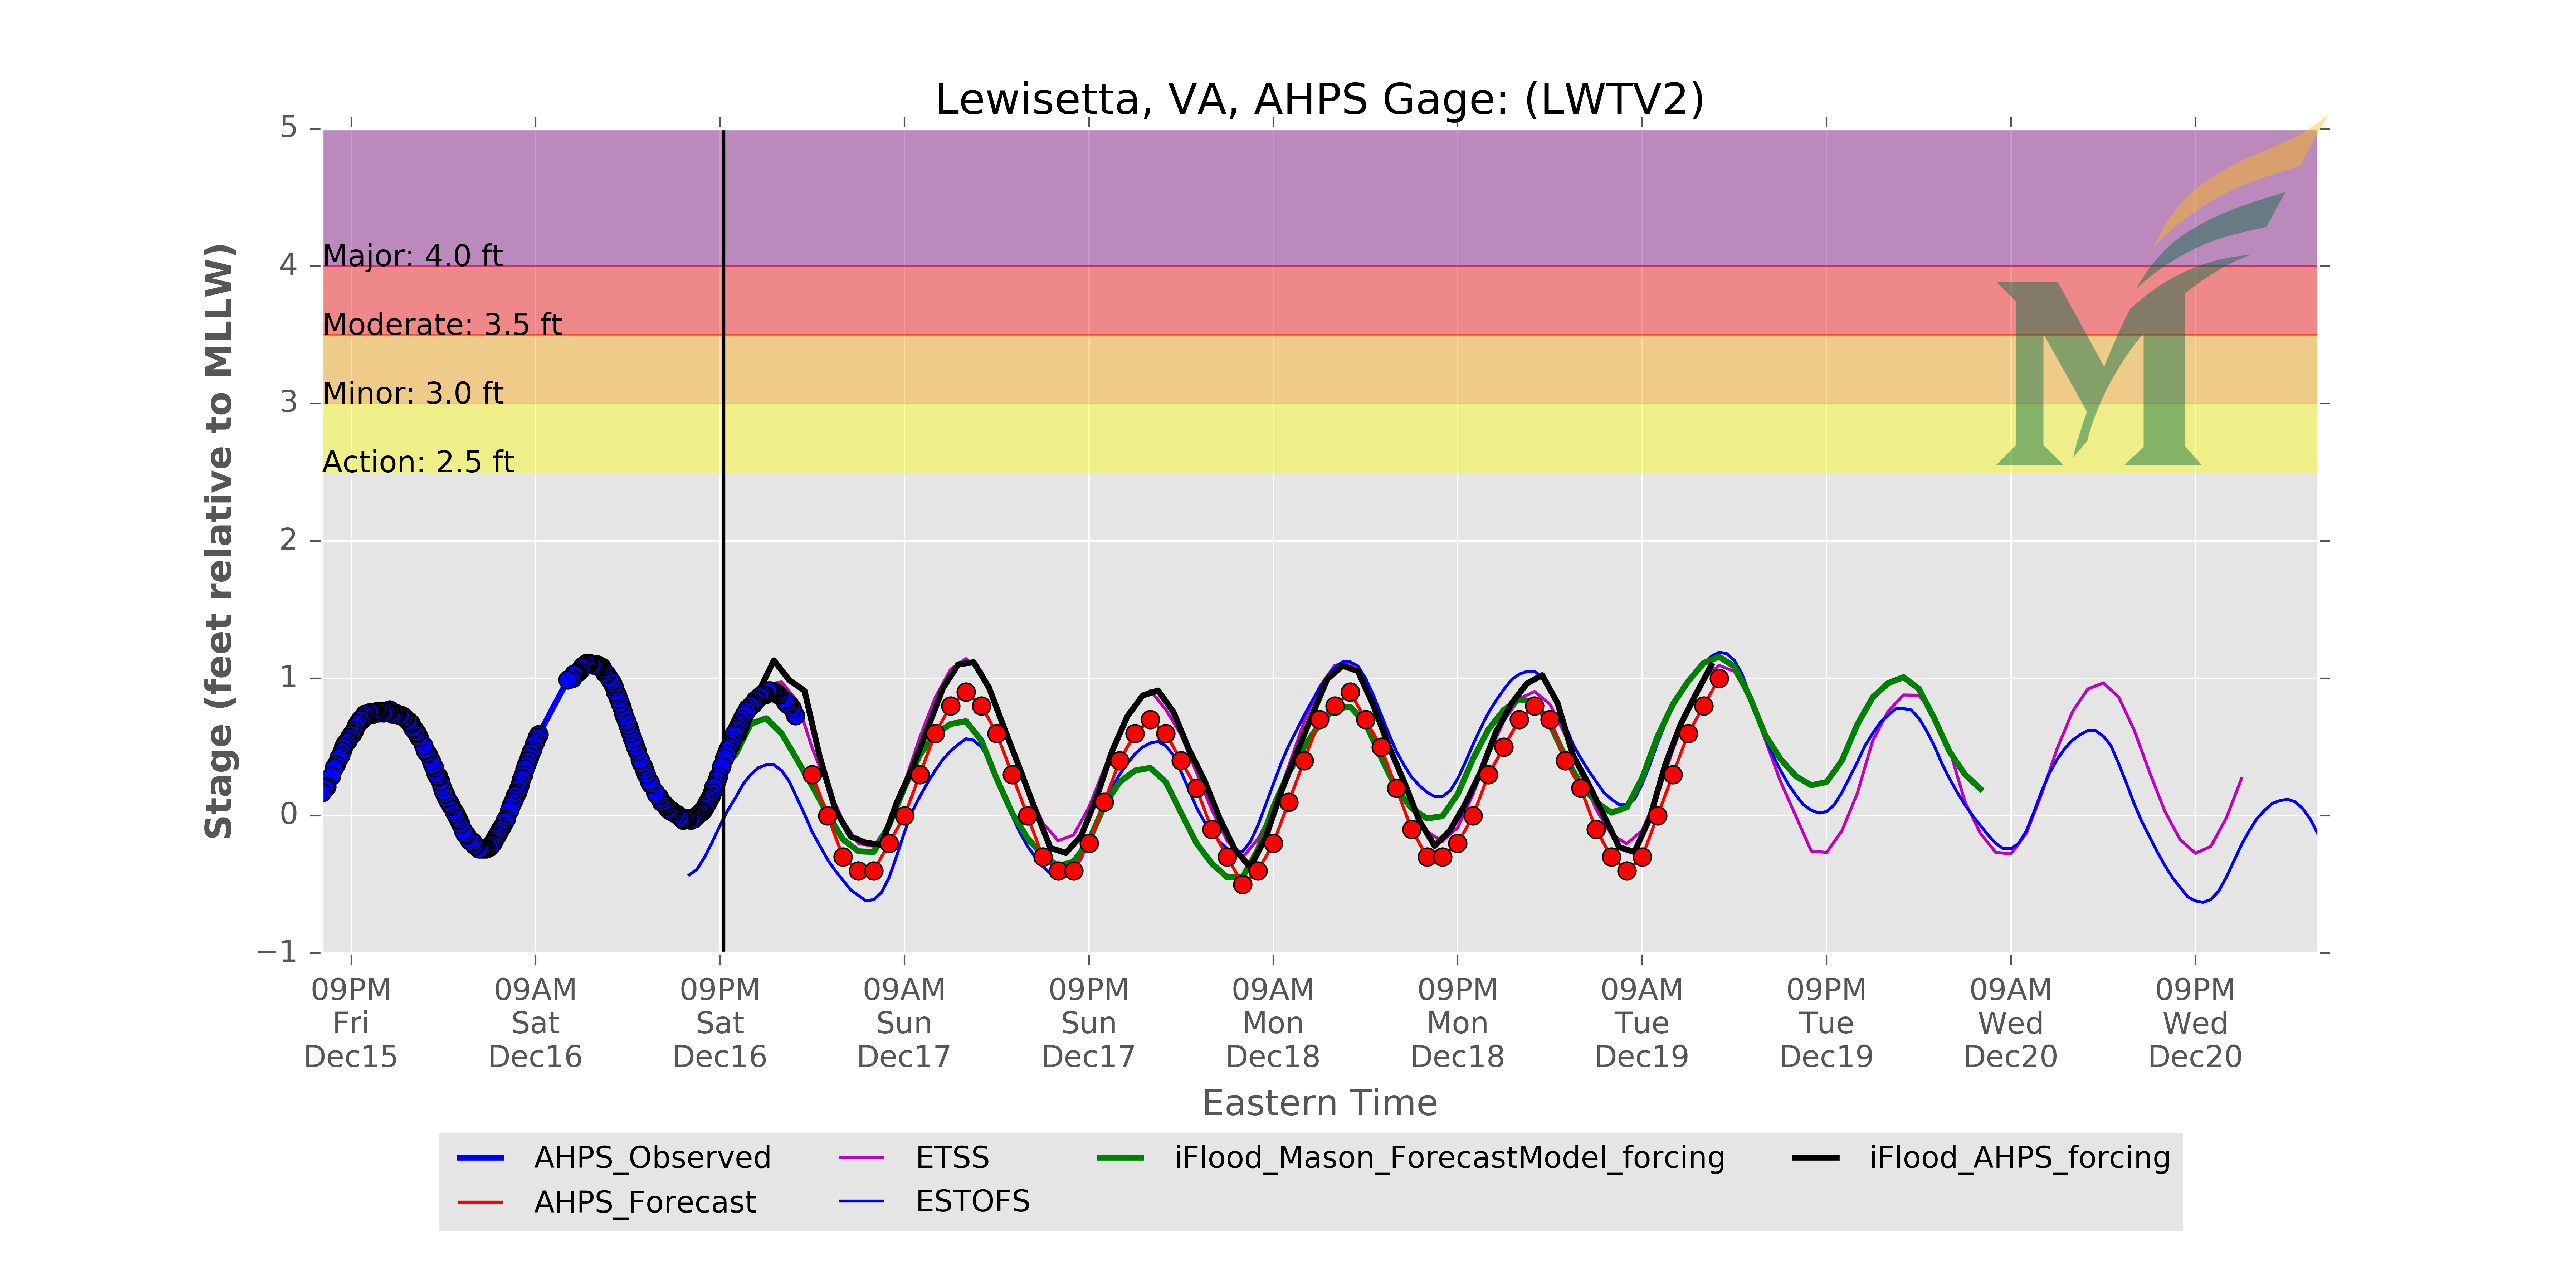 Lewisetta, VA, AHPS Gage: (LWTV2)
Stage (feet relative to MLLW)
5
4
3
2
1
0
−1
Major: 4.0 ft
Moderate: 3.5 ft
Minor: 3.0 ft
Action: 2.5 ft
M
09PM 09AM 09PM 09AM 09PM 09AM 09PM 09AM 09PM 09AM 09PM
Fri Sat Sat Sun Sun Mon Mon Tue Tue Wed Wed
Dec15 Dec16 Dec16 Dec17 Dec17 Dec18 Dec18 Dec19 Dec19 Dec20 Dec20
Eastern Time
AHPS_Observed ETSS iFlood_Mason_ForecastModel_forcing iFlood_AHPS_forcing
AHPS_Forecast ESTOFS